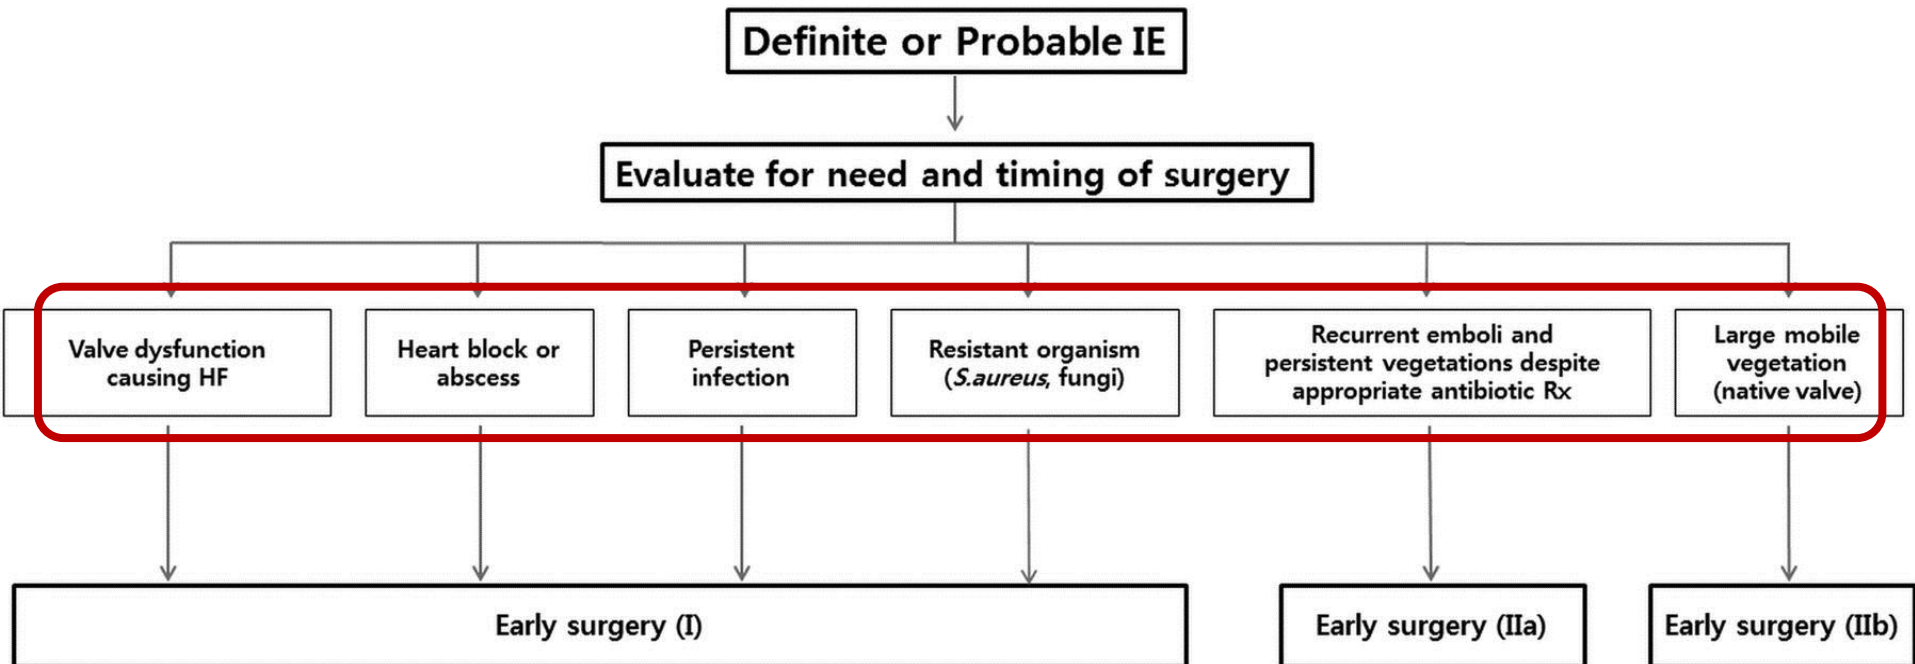 Definite or Probable IE
Evaluate for need and timing of surgery
Valve dysfunction
causing HF
Heart block or
abscess
Persistent
infection
Resistant organism
(S.aureus, fungi)
Recurrent emboli and
persistent vegetations despite
appropriate antibiotic Rx
Large mobile
vegetation
(native valve)
Early surgery (I)
Early surgery (IIa)
Early surgery (IIb)